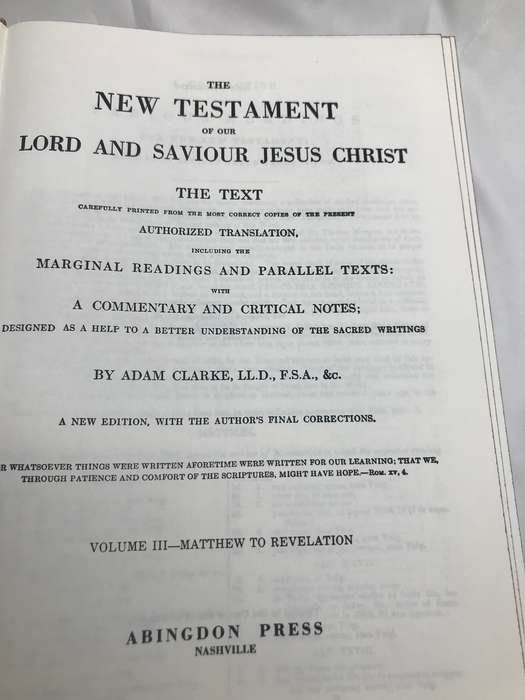 THE
NEW TESTAMENT
OF OUR
LORD AND SAVIOUR JESUS CHRIST
THE TEXT
CAREFULLY PRINTED FROM THE MOST CORRECT COPIES OF THE PRESENT
AUTHORIZED TRANSLATION,
INCLUDING THE
MARGINAL READINGS AND PARALLEL TEXTS:
WITH
A COMMENTARY AND CRITICAL NOTES;
DESIGNED AS A HELP TO A BETTER UNDERSTANDING OF THE SACRED WRITINGS
BY ADAM CLARKE, LL.D., F.S.A., &c.
A NEW EDITION, WITH THE AUTHOR'S FINAL CORRECTIONS.
R WHATSOEVER THINGS WERE WRITTEN AFORETIME WERE WRITTEN FOR OUR LEARNING; THAT WE,
THROUGH PATIENCE AND COMFORT OF THE SCRIPTURES, MIGHT HAVE HOPE.—ROM. XV, 4.
VOLUME III—MATTHEW TO REVELATION
ABINGDON PRESS
NASHVILLE